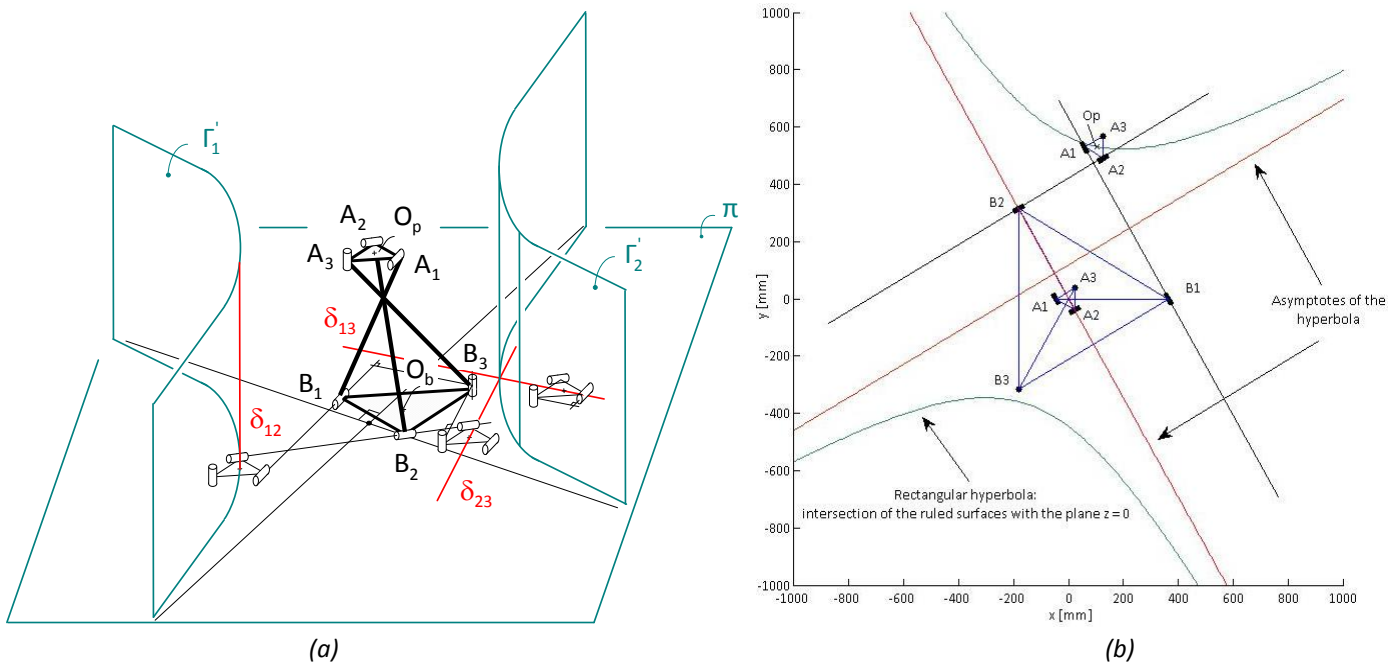 Γ'1
A2
Op
π
A3
A1
Γ'2
δ13
B3
Ob
B1
δ12
B2
δ23
(a)
1000
800
600
400
200
0
-200
-400
-600
-800
-1000
y [mm]
-1000 -800 -600 -400 -200 0 200 400 600 800 1000
x [mm]
Op
A3
A1
A2
B2
A3
B1
A1
A2
B3
Asymptotes of the
hyperbola
Rectangular hyperbola:
intersection of the ruled surfaces with the plane z = 0
(b)